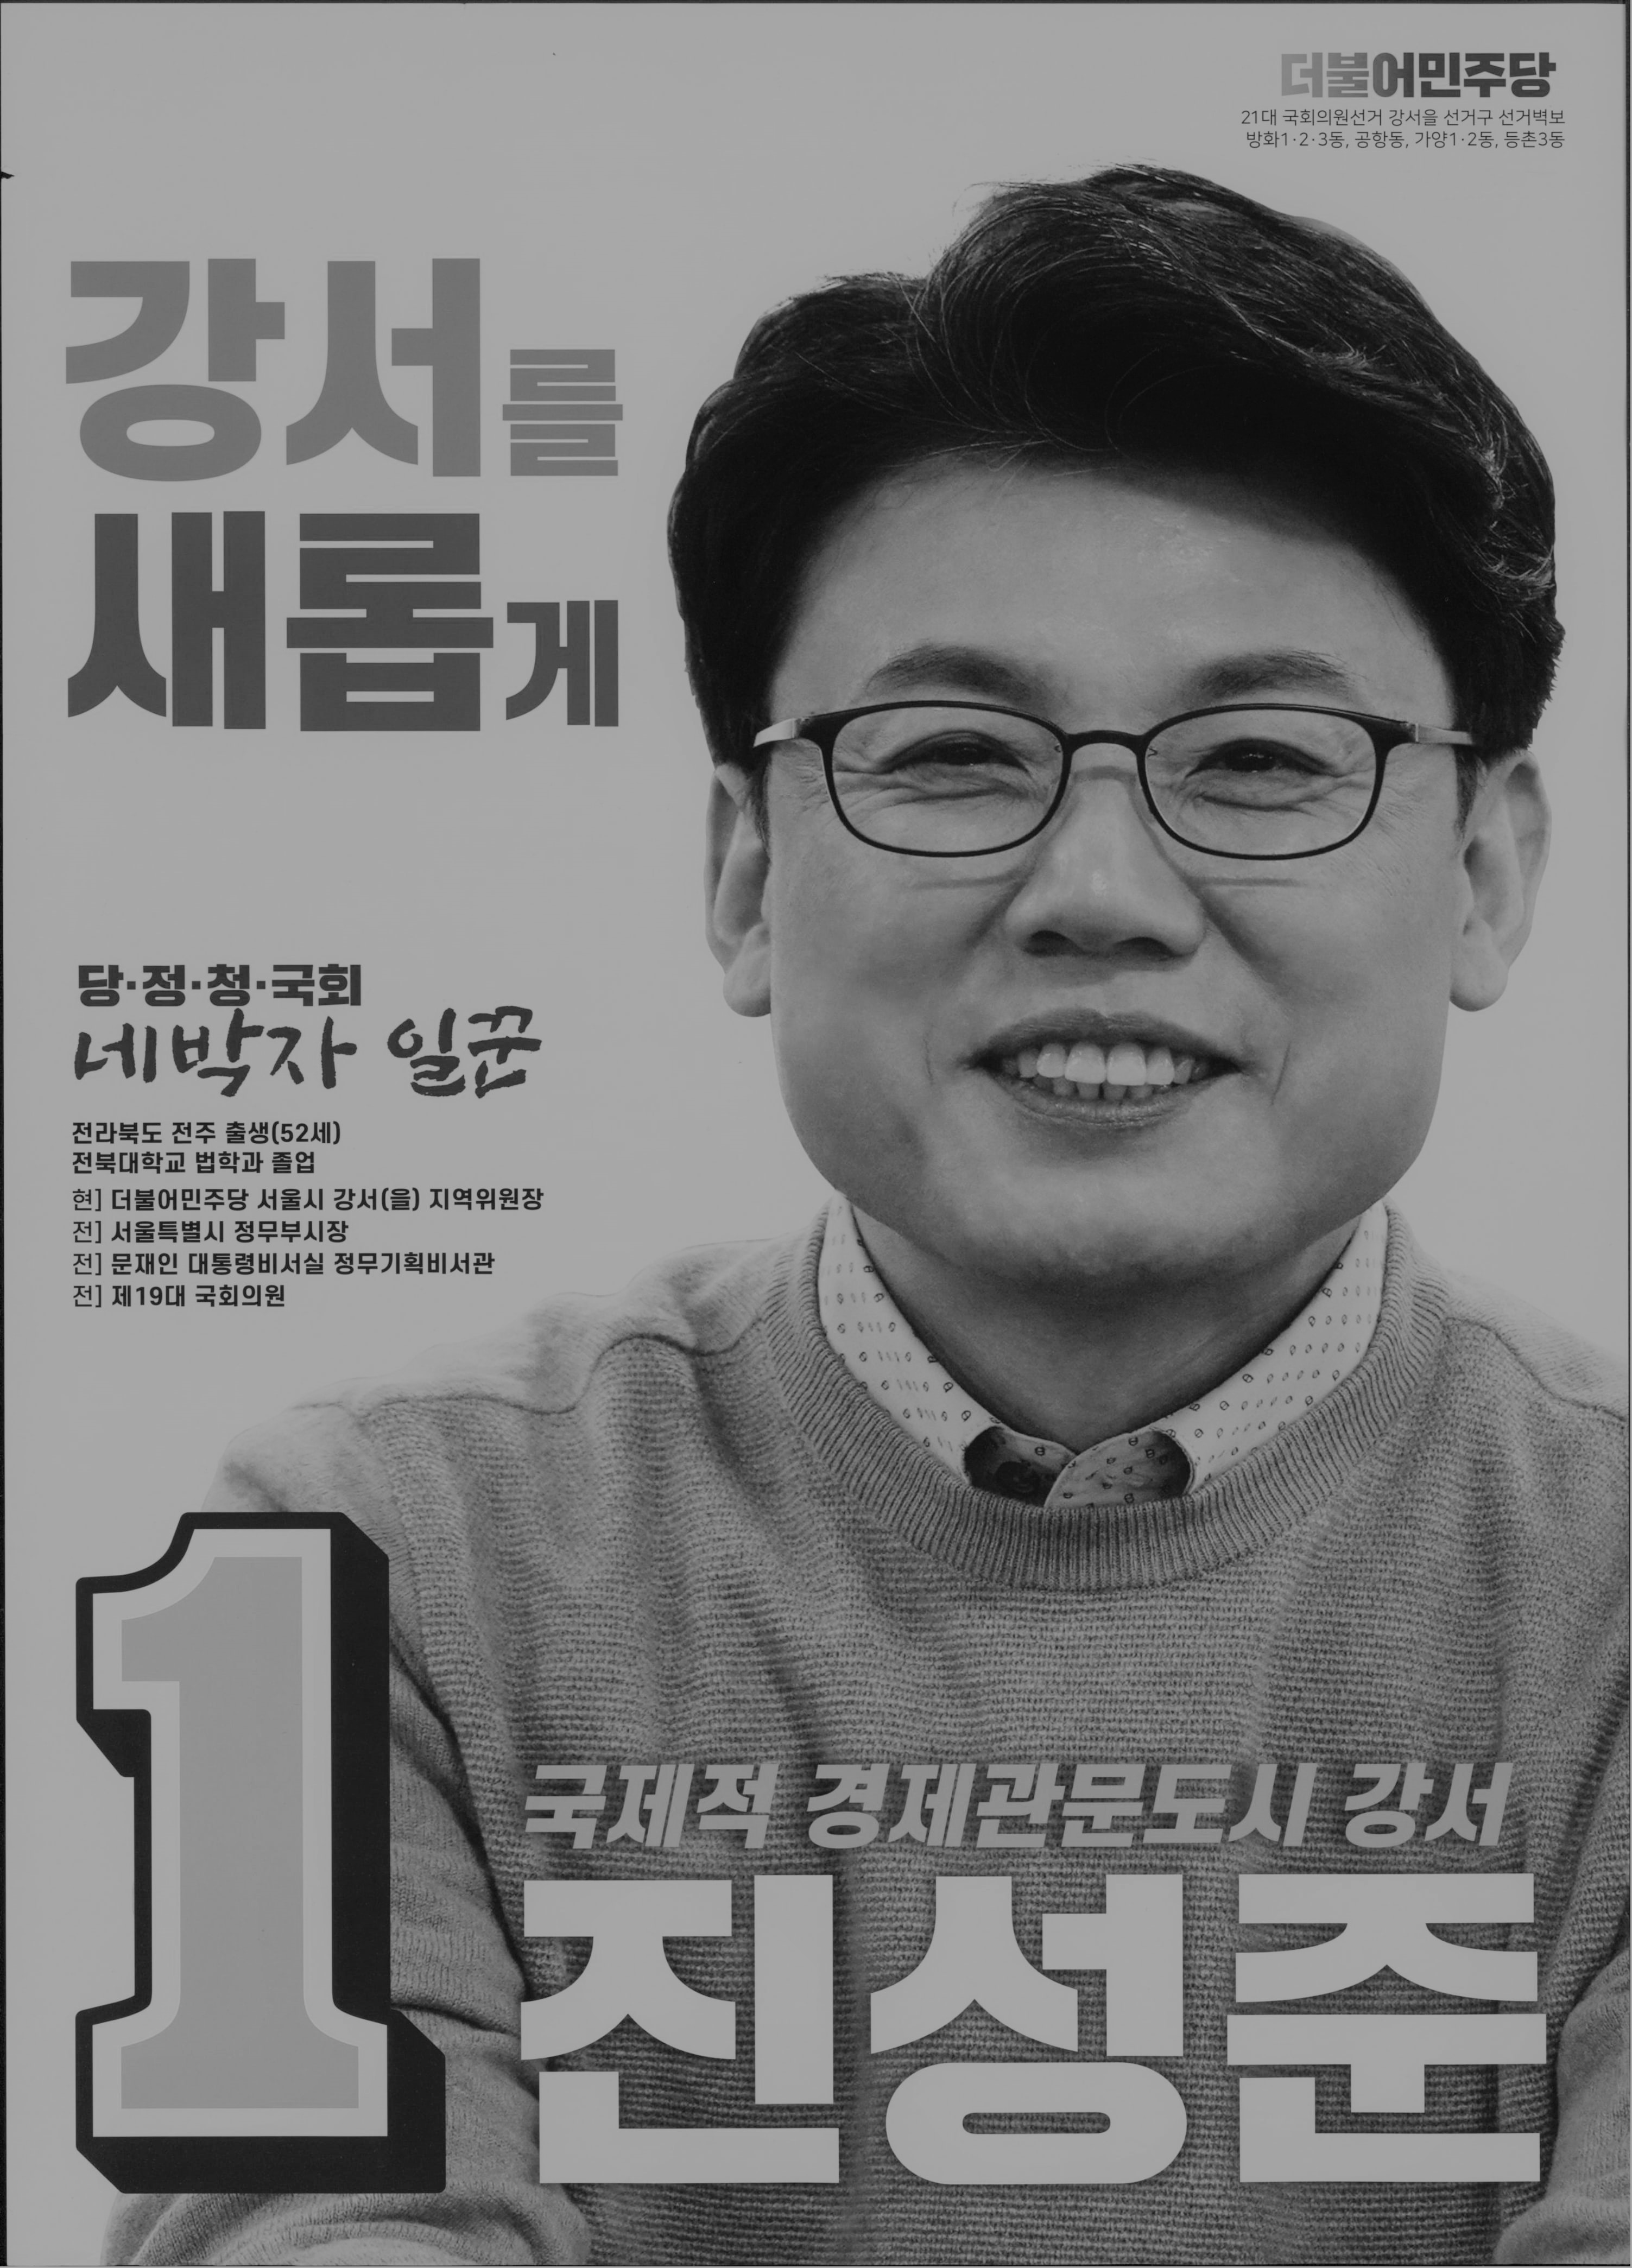 더불어민주당
21대 국회의원선거 강서을 선거구 선거벽보
방화1·2·3동, 공항동, 가양1·2동, 등촌3동
강서를
새롭게
당·정·청·국회
네박자 일꾼
전라북도 전주 출생(52세)
전북대학교 법학과 졸업
현] 더불어민주당 서울시 강서(을) 지역위원장
전] 서울특별시 정무부시장
전] 문재인 대통령비서실 정무기획비서관
전] 제19대 국회의원
1
국제적 경제관문도시 강서
진성준